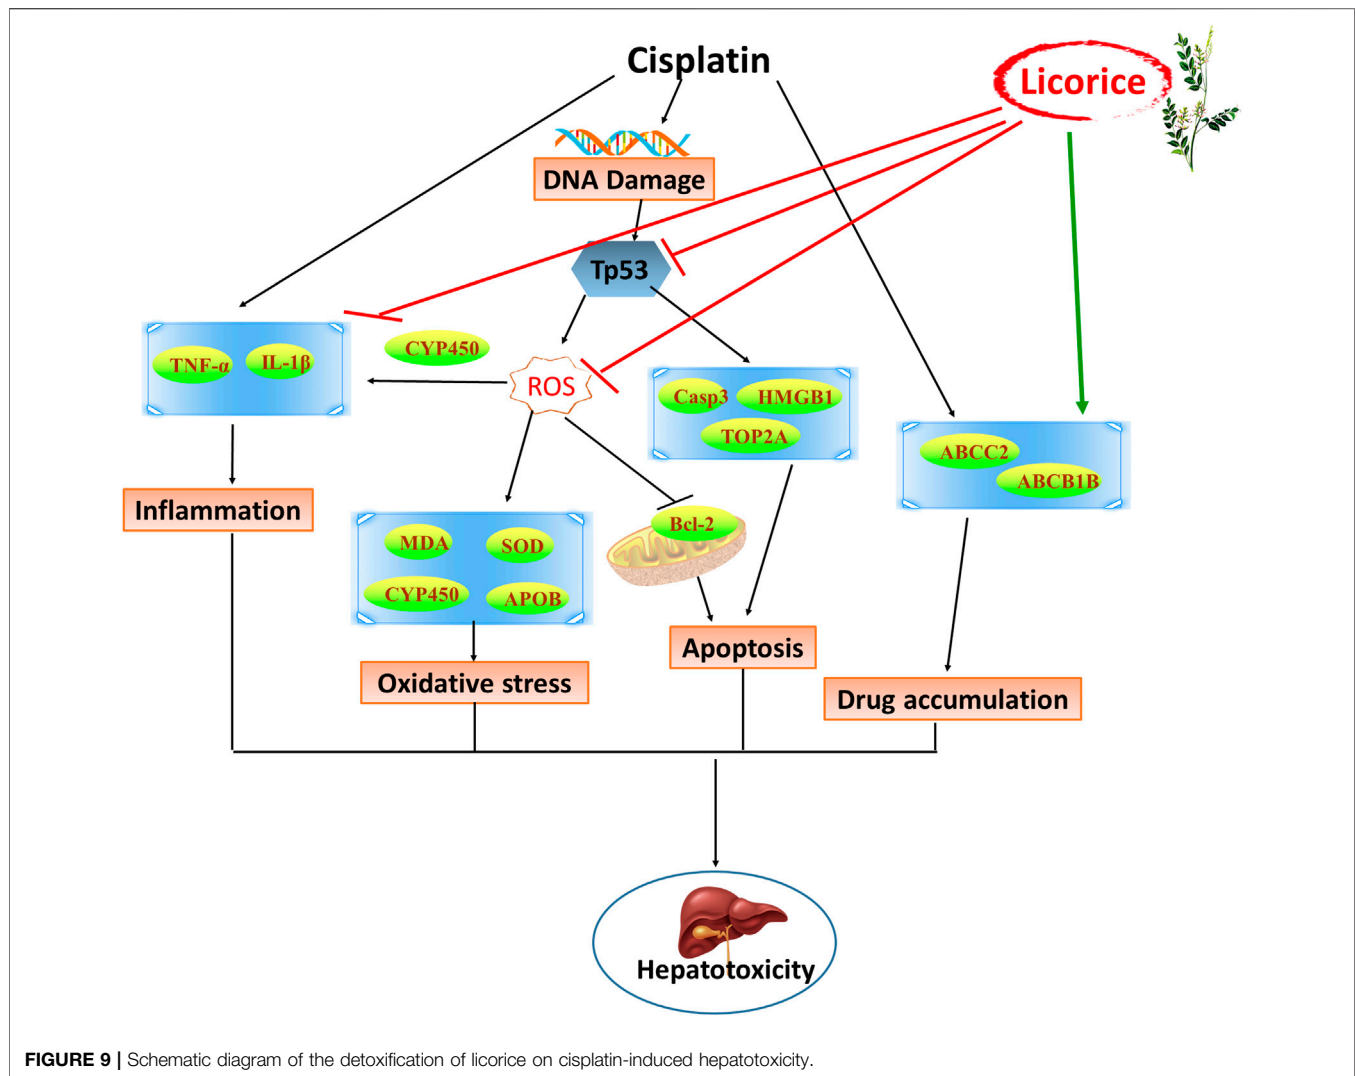 Cisplatin
Licorice
DNA Damage
Tp53
TNF-α
IL-1β
CYP450
ROS
Casp3
HMGB1
TOP2A
ABCC2
ABCB1B
Inflammation
MDA
SOD
CYP450
APOB
Bcl-2
Apoptosis
Oxidative stress
Drug accumulation
Hepatotoxicity
FIGURE 9 | Schematic diagram of the detoxification of licorice on cisplatin-induced hepatotoxicity.